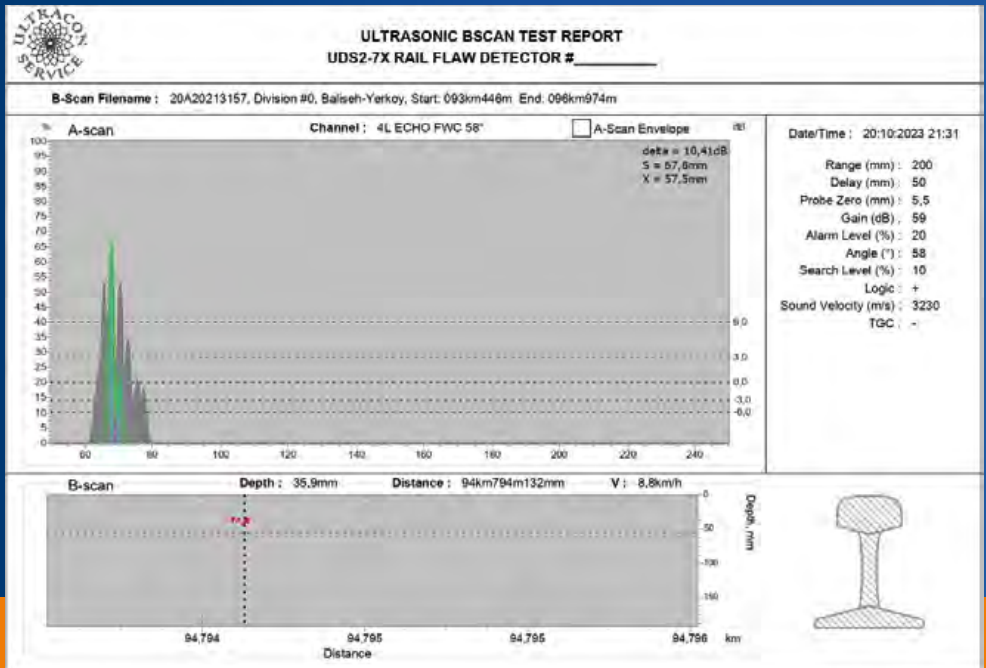 ULTRACON SERVICE
ULTRASONIC BSCAN TEST REPORT
UDS2-7X RAIL FLAW DETECTOR #________
B-Scan Filename : 20A20213157, Division #0, Baliseh-Yerkoy, Start: 093km446m End: 096km974m
% A-scan Channel : 4L ECHO FWC 58° A-Scan Envelope dB
delta = 10,41dB
S = 67,8mm
X = 57,5mm
100
95
90
85
80
75
70
65
60
55
50
45
40
35
30
25
20
15
10
5
0
6,0
3,0
0,0
-3,0
-6,0
60 80 100 120 140 160 180 200 220 240
Date/Time : 20:10:2023 21:31
Range (mm) : 200
Delay (mm) : 50
Probe Zero (mm) : 5,5
Gain (dB) : 59
Alarm Level (%) : 20
Angle (°) : 58
Search Level (%) : 10
Logic : +
Sound Velocity (m/s) : 3230
TGC : -
B-scan Depth : 35,9mm Distance : 94km794m132mm V : 8,8km/h
0
-50
-100
-150
Depth, mm
94,794 94,795 94,795 94,796 km
Distance